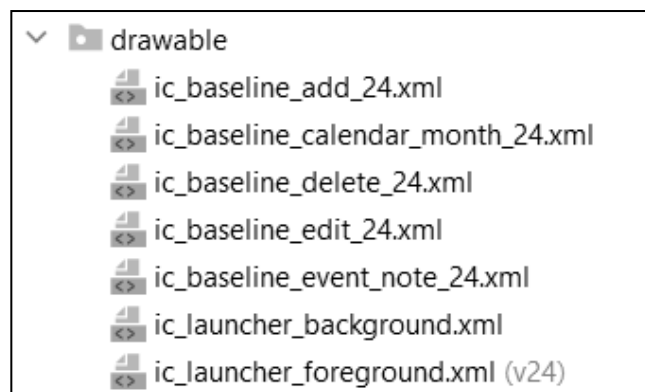 drawable
ic_baseline_add_24.xml
ic_baseline_calendar_month_24.xml
ic_baseline_delete_24.xml
ic_baseline_edit_24.xml
ic_baseline_event_note_24.xml
ic_launcher_background.xml
ic_launcher_foreground.xml (v24)